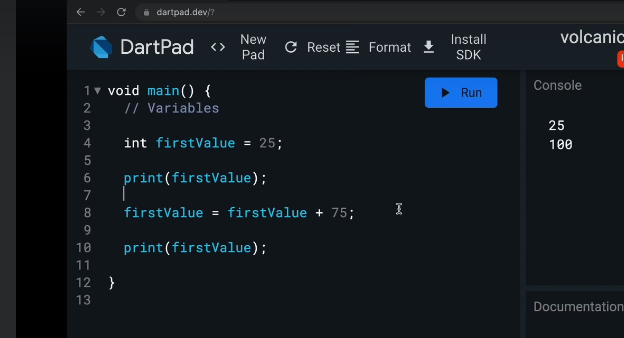 dartpad.dev/?
DartPad
<> New Pad
Reset
Format
Install SDK
volcanic
1 void main() {
2 // Variables
3
4 int firstValue = 25;
5
6 print(firstValue);
7
8 firstValue = firstValue + 75;
9
10 print(firstValue);
11
12 }
13
Run
Console
25
100
Documentation